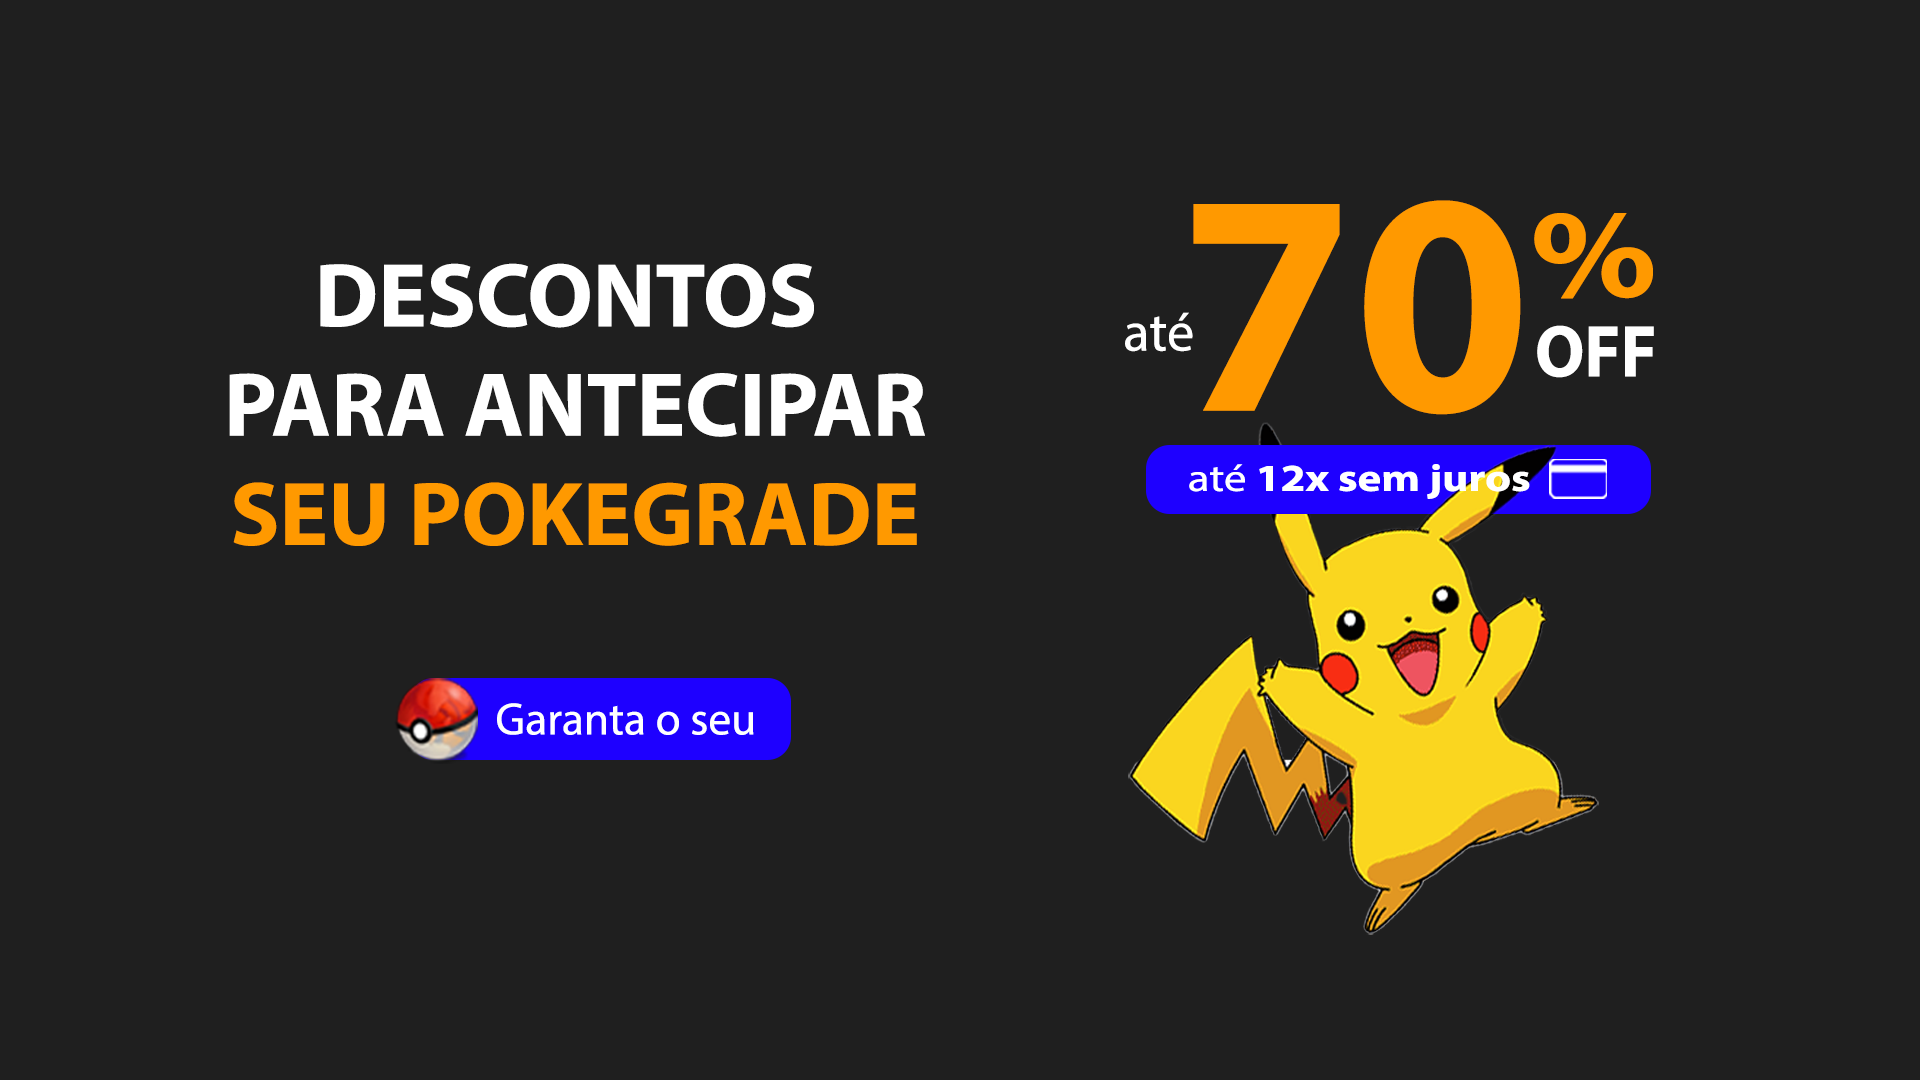 DESCONTOS
PARA ANTECIPAR
SEU POKEGRADE
Garanta o seu
até 70% OFF
até 12x sem juros